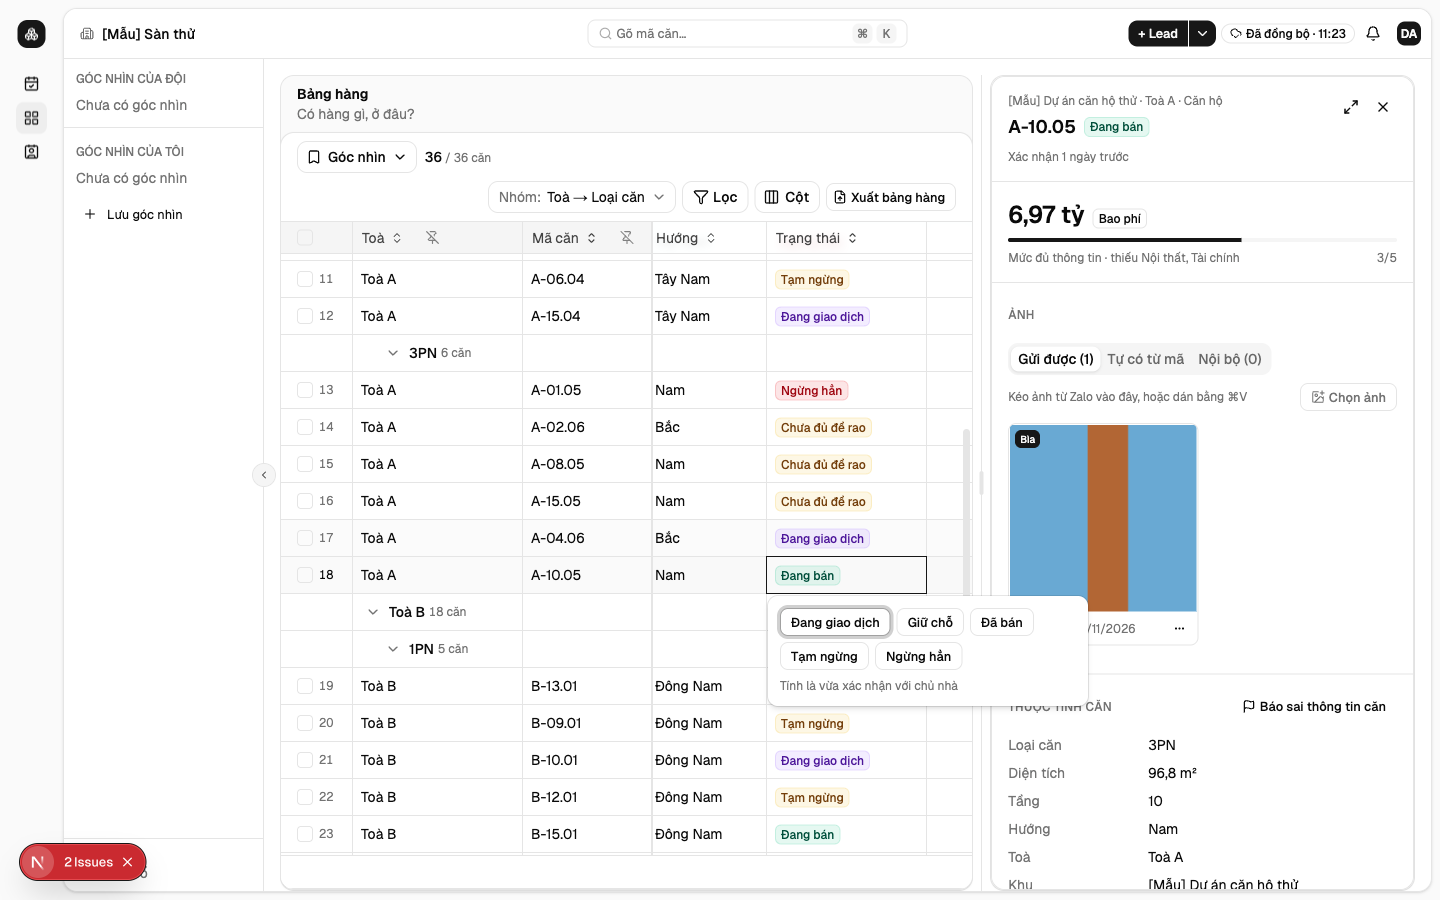 [Mẫu] Sàn thử
Gõ mã căn...
⌘ K
+ Lead
Đã đồng bộ · 11:23
DA
GÓC NHÌN CỦA ĐỘI
Chưa có góc nhìn
GÓC NHÌN CỦA TÔI
Chưa có góc nhìn
+ Lưu góc nhìn
Bảng hàng
Có hàng gì, ở đâu?
Góc nhìn
36 / 36 căn
Nhóm: Toà → Loại căn
Lọc
Cột
Xuất bảng hàng
Toà Mã căn Hướng Trạng thái
11 Toà A A-06.04 Tây Nam Tạm ngừng
12 Toà A A-15.04 Tây Nam Đang giao dịch
3PN 6 căn
13 Toà A A-01.05 Nam Ngừng hẳn
14 Toà A A-02.06 Bắc Chưa đủ để rao
15 Toà A A-08.05 Nam Chưa đủ để rao
16 Toà A A-15.05 Nam Chưa đủ để rao
17 Toà A A-04.06 Bắc Đang giao dịch
18 Toà A A-10.05 Nam Đang bán
Toà B 18 căn
1PN 5 căn
19 Toà B B-13.01 Đông Nam
20 Toà B B-09.01 Đông Nam Tạm ngừng
21 Toà B B-10.01 Đông Nam Đang giao dịch
22 Toà B B-12.01 Đông Nam Tạm ngừng
23 Toà B B-15.01 Đông Nam Đang bán
Đang giao dịch
Giữ chỗ
Đã bán
Tạm ngừng
Ngừng hẳn
Tính là vừa xác nhận với chủ nhà
[Mẫu] Dự án căn hộ thử · Toà A · Căn hộ
A-10.05 Đang bán
Xác nhận 1 ngày trước
6,97 tỷ Bao phí
Mức đủ thông tin · thiếu Nội thất, Tài chính 3/5
ẢNH
Gửi được (1) Tự có từ mã Nội bộ (0)
Kéo ảnh từ Zalo vào đây, hoặc dán bằng ⌘V
Chọn ảnh
Bìa
/11/2026
THUỘC TÍNH CĂN
Báo sai thông tin căn
Loại căn 3PN
Diện tích 96,8 m²
Tầng 10
Hướng Nam
Toà Toà A
Khu [Mẫu] Dự án căn hộ thử
N 2 Issues